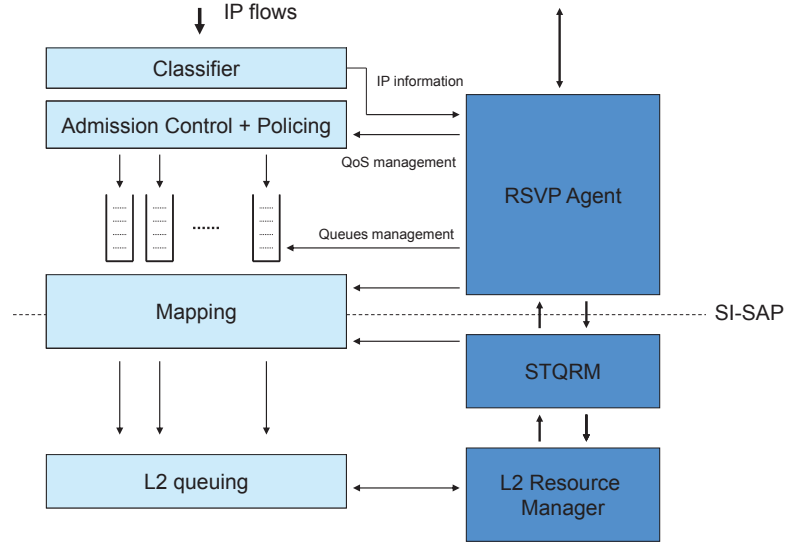 IP flows
Classifier
IP information
Admission Control + Policing
QoS management
RSVP Agent
......
Queues management
Mapping
SI-SAP
STQRM
L2 queuing
L2 Resource
Manager